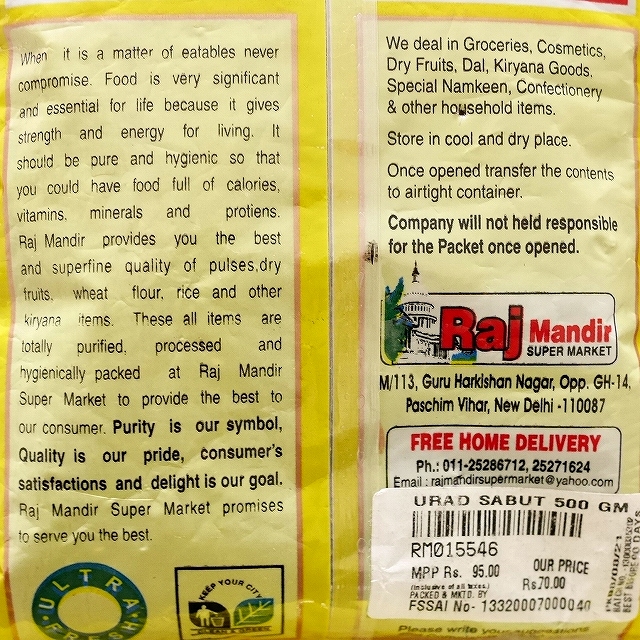 When it is a matter of eatables never
compromise. Food is very significant
and essential for life because it gives
strength and energy for living. It
should be pure and hygienic so that
you could have food full of calories,
vitamins, minerals and protiens.
Raj Mandir provides you the best
and superfine quality of pulses,dry
fruits, wheat flour, rice and other
kiryana items. These all items are
totally purified, processed and
hygienically packed at Raj Mandir
Super Market to provide the best to
our consumer. Purity is our symbol,
Quality is our pride, consumer's
satisfactions and delight is our goal.
Raj Mandir Super Market promises
to serve you the best.
ULTRA
FRESH
KEEP YOUR CITY
CLEAN & GREEN
We deal in Groceries, Cosmetics,
Dry Fruits, Dal, Kiryana Goods,
Special Namkeen, Confectionery
& other household items.
Store in cool and dry place.
Once opened transfer the contents
to airtight container.
Company will not held responsible
for the Packet once opened.
Raj Mandir
SUPER MARKET
M/113, Guru Harkishan Nagar, Opp. GH-14,
Paschim Vihar, New Delhi -110087
FREE HOME DELIVERY
Ph.: 011-25286712, 25271624
Email : rajmandirsupermarket@yahoo.com
URAD SABUT 500 GM
RM015546
MPP Rs. 95.00 OUR PRICE
(inclusive of all taxes) Rs70.00
PACKED & MKTD. BY
FSSAI No- 13320007000040
Please write your suggestions